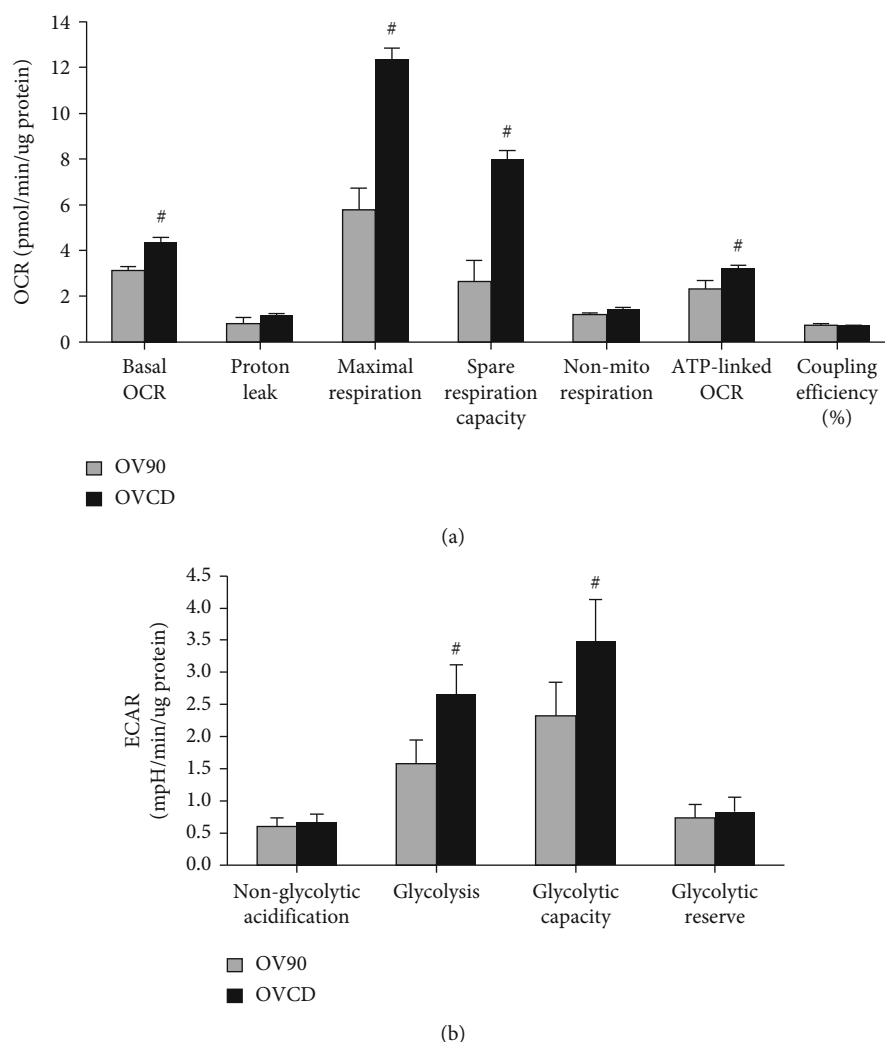 OCR (pmol/min/ug protein)
14
12
10
8
6
4
2
0
#
#
#
#
Basal
OCR
Proton
leak
Maximal
respiration
Spare
respiration
capacity
Non-mito
respiration
ATP-linked
OCR
Coupling
efficiency
(%)
OV90
OVCD
(a)
ECAR
(mpH/min/ug protein)
4.5
4.0
3.5
3.0
2.5
2.0
1.5
1.0
0.5
0.0
#
#
Non-glycolytic
acidification
Glycolysis
Glycolytic
capacity
Glycolytic
reserve
OV90
OVCD
(b)